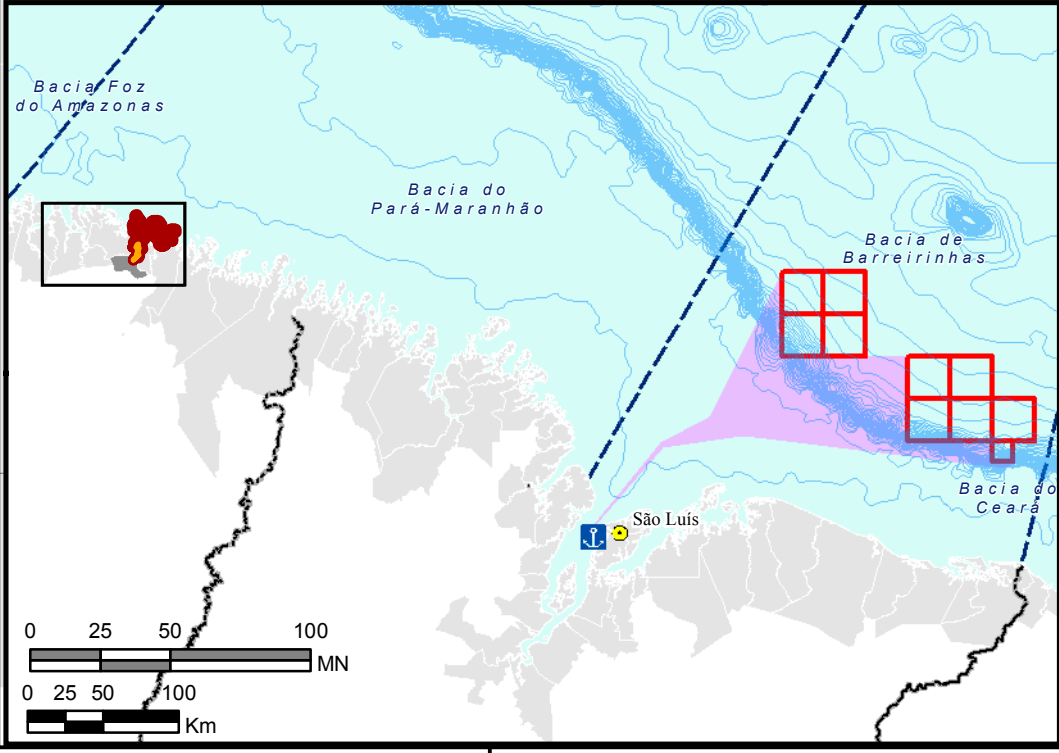 Bacia Foz
do Amazonas
Bacia do
Pará-Maranhão
Bacia de
Barreirinhas
Bacia do
Ceará
São Luís
0 25 50 100
MN
0 25 50 100
Km